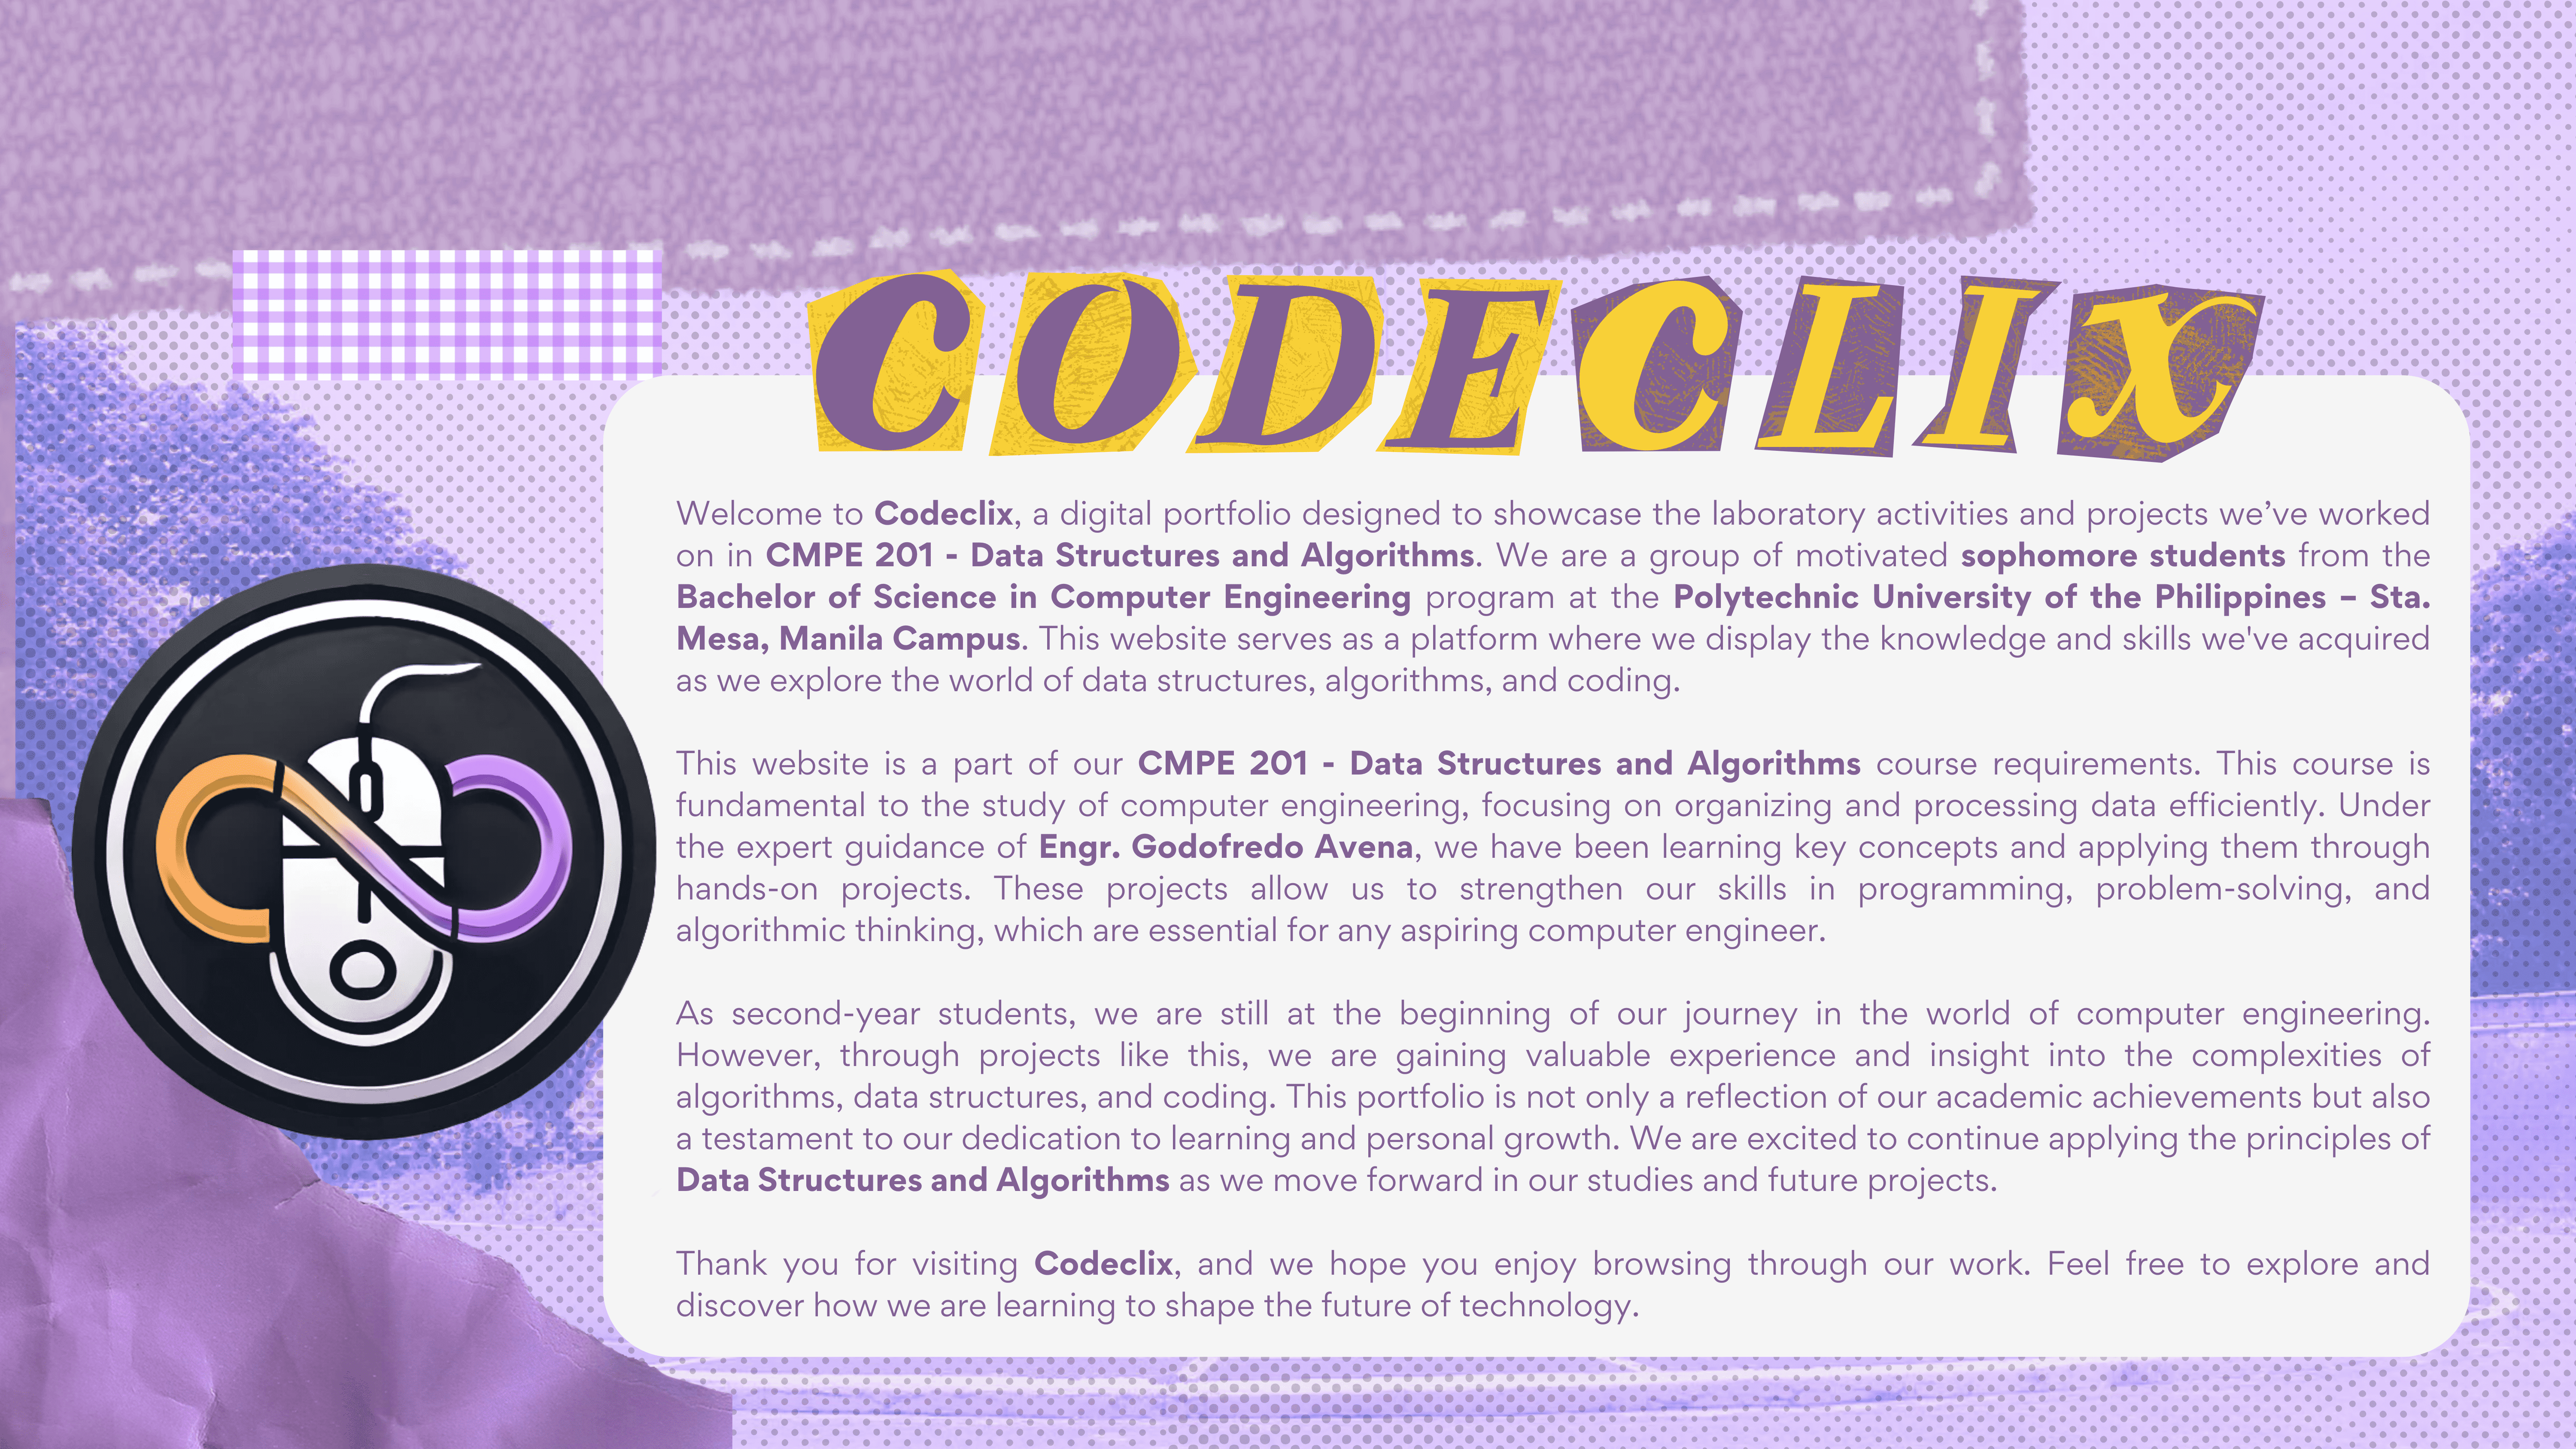 CODECLIX
Welcome to Codeclix, a digital portfolio designed to showcase the laboratory activities and projects we’ve worked
on in CMPE 201 - Data Structures and Algorithms. We are a group of motivated sophomore students from the
Bachelor of Science in Computer Engineering program at the Polytechnic University of the Philippines – Sta.
Mesa, Manila Campus. This website serves as a platform where we display the knowledge and skills we've acquired
as we explore the world of data structures, algorithms, and coding.
This website is a part of our CMPE 201 - Data Structures and Algorithms course requirements. This course is
fundamental to the study of computer engineering, focusing on organizing and processing data efficiently. Under
the expert guidance of Engr. Godofredo Avena, we have been learning key concepts and applying them through
hands-on projects. These projects allow us to strengthen our skills in programming, problem-solving, and
algorithmic thinking, which are essential for any aspiring computer engineer.
As second-year students, we are still at the beginning of our journey in the world of computer engineering.
However, through projects like this, we are gaining valuable experience and insight into the complexities of
algorithms, data structures, and coding. This portfolio is not only a reflection of our academic achievements but also
a testament to our dedication to learning and personal growth. We are excited to continue applying the principles of
Data Structures and Algorithms as we move forward in our studies and future projects.
Thank you for visiting Codeclix, and we hope you enjoy browsing through our work. Feel free to explore and
discover how we are learning to shape the future of technology.